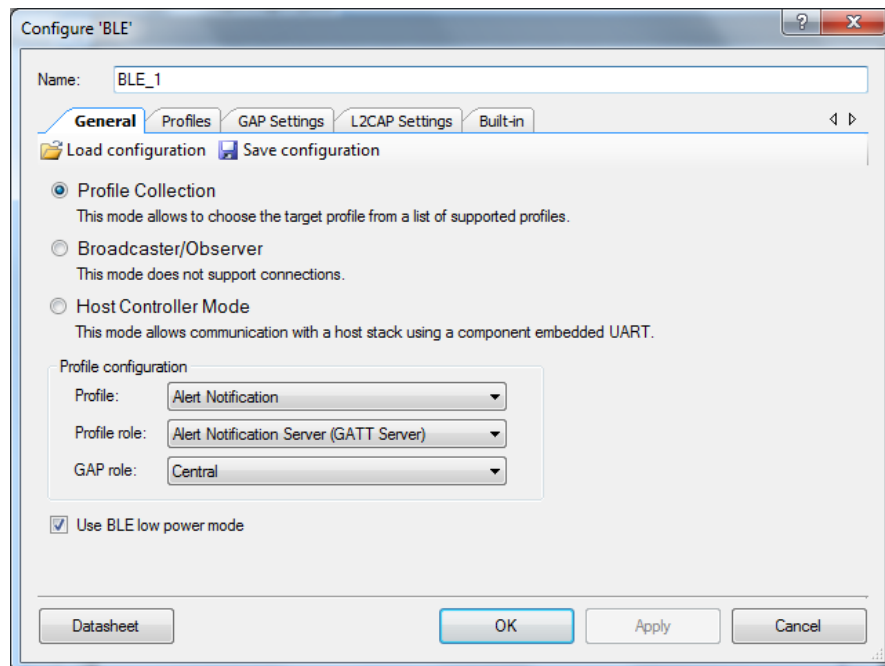 Configure 'BLE'
Name: BLE_1
General Profiles GAP Settings L2CAP Settings Built-in
Load configuration Save configuration
Profile Collection
This mode allows to choose the target profile from a list of supported profiles.
Broadcaster/Observer
This mode does not support connections.
Host Controller Mode
This mode allows communication with a host stack using a component embedded UART.
Profile configuration
Profile: Alert Notification
Profile role: Alert Notification Server (GATT Server)
GAP role: Central
Use BLE low power mode
Datasheet OK Apply Cancel